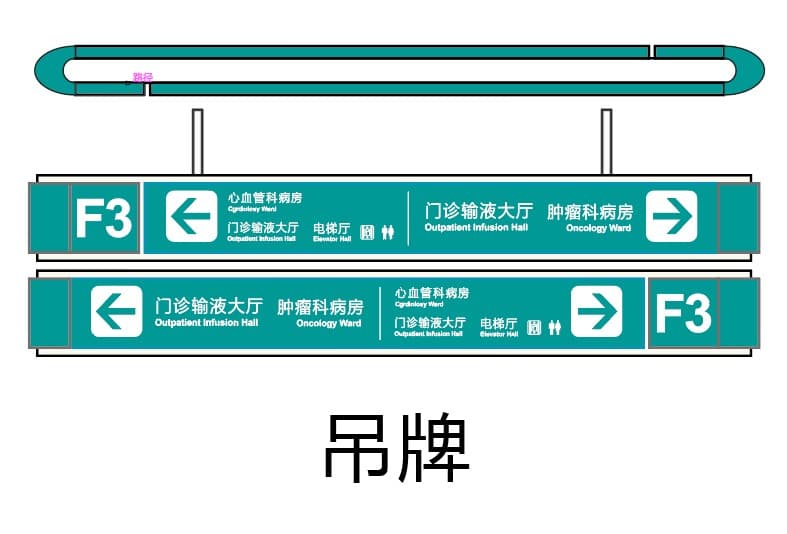 路径
F3
心血管科病房
Cgrdiniosy Ward
门诊输液大厅 电梯厅
Outpatient Infusion Hall Elevator Hall
门诊输液大厅 肿瘤科病房
Outpatient Infusion Hall Oncology Ward
门诊输液大厅 肿瘤科病房
Outpatient Infusion Hall Oncology Ward
心血管科病房
Cgrdiniosy Ward
门诊输液大厅 电梯厅
Outpatient Infusion Hall Elevator Hall
F3
吊牌